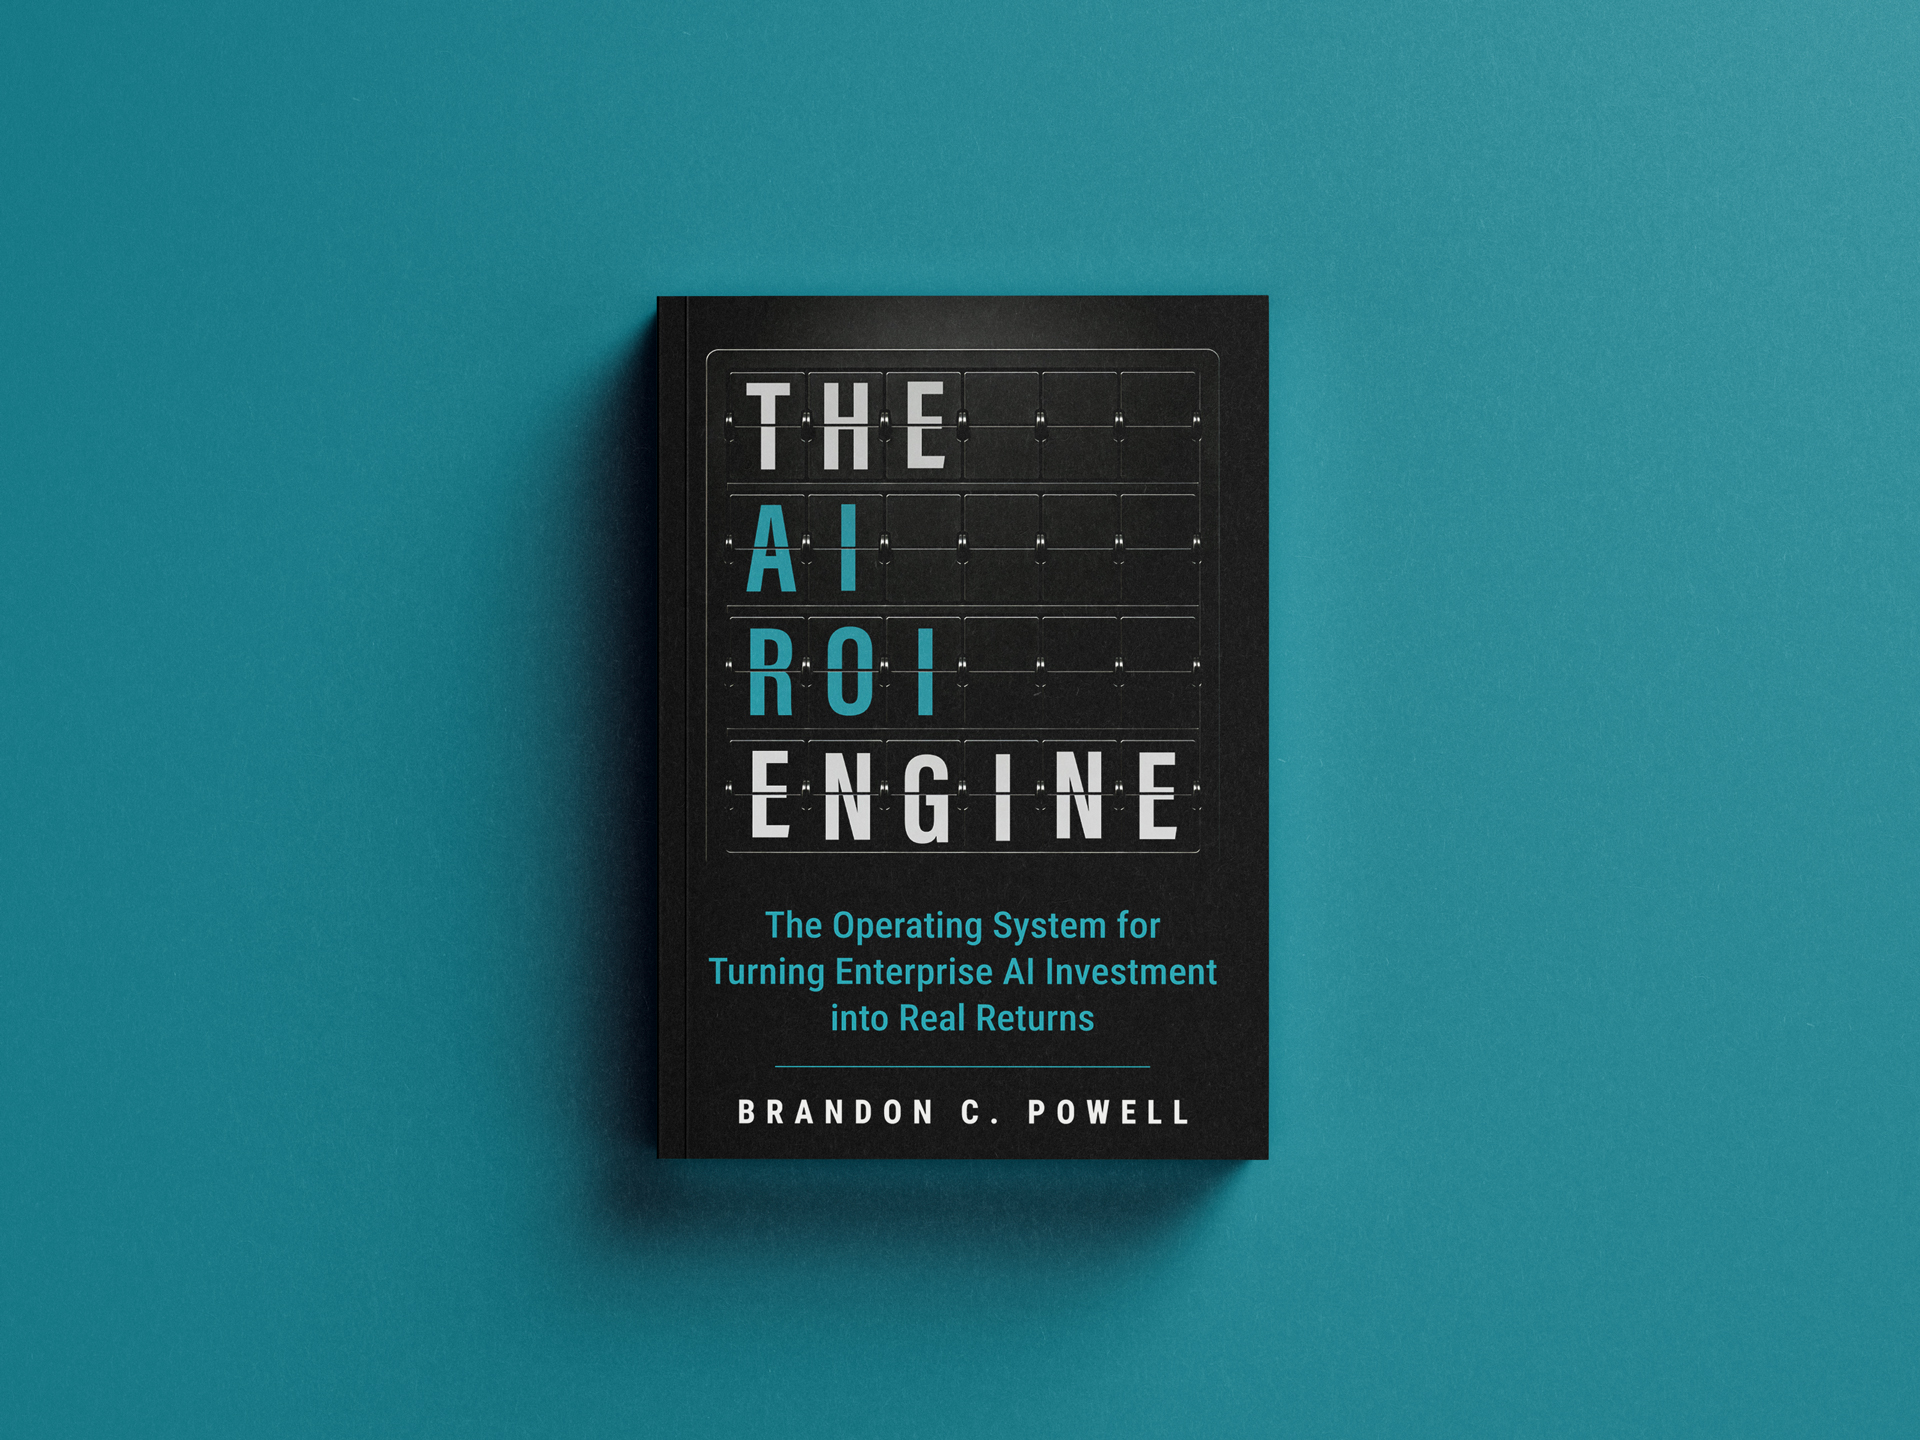 THE
AI
ROI
ENGINE
The Operating System for
Turning Enterprise AI Investment
into Real Returns
BRANDON C. POWELL